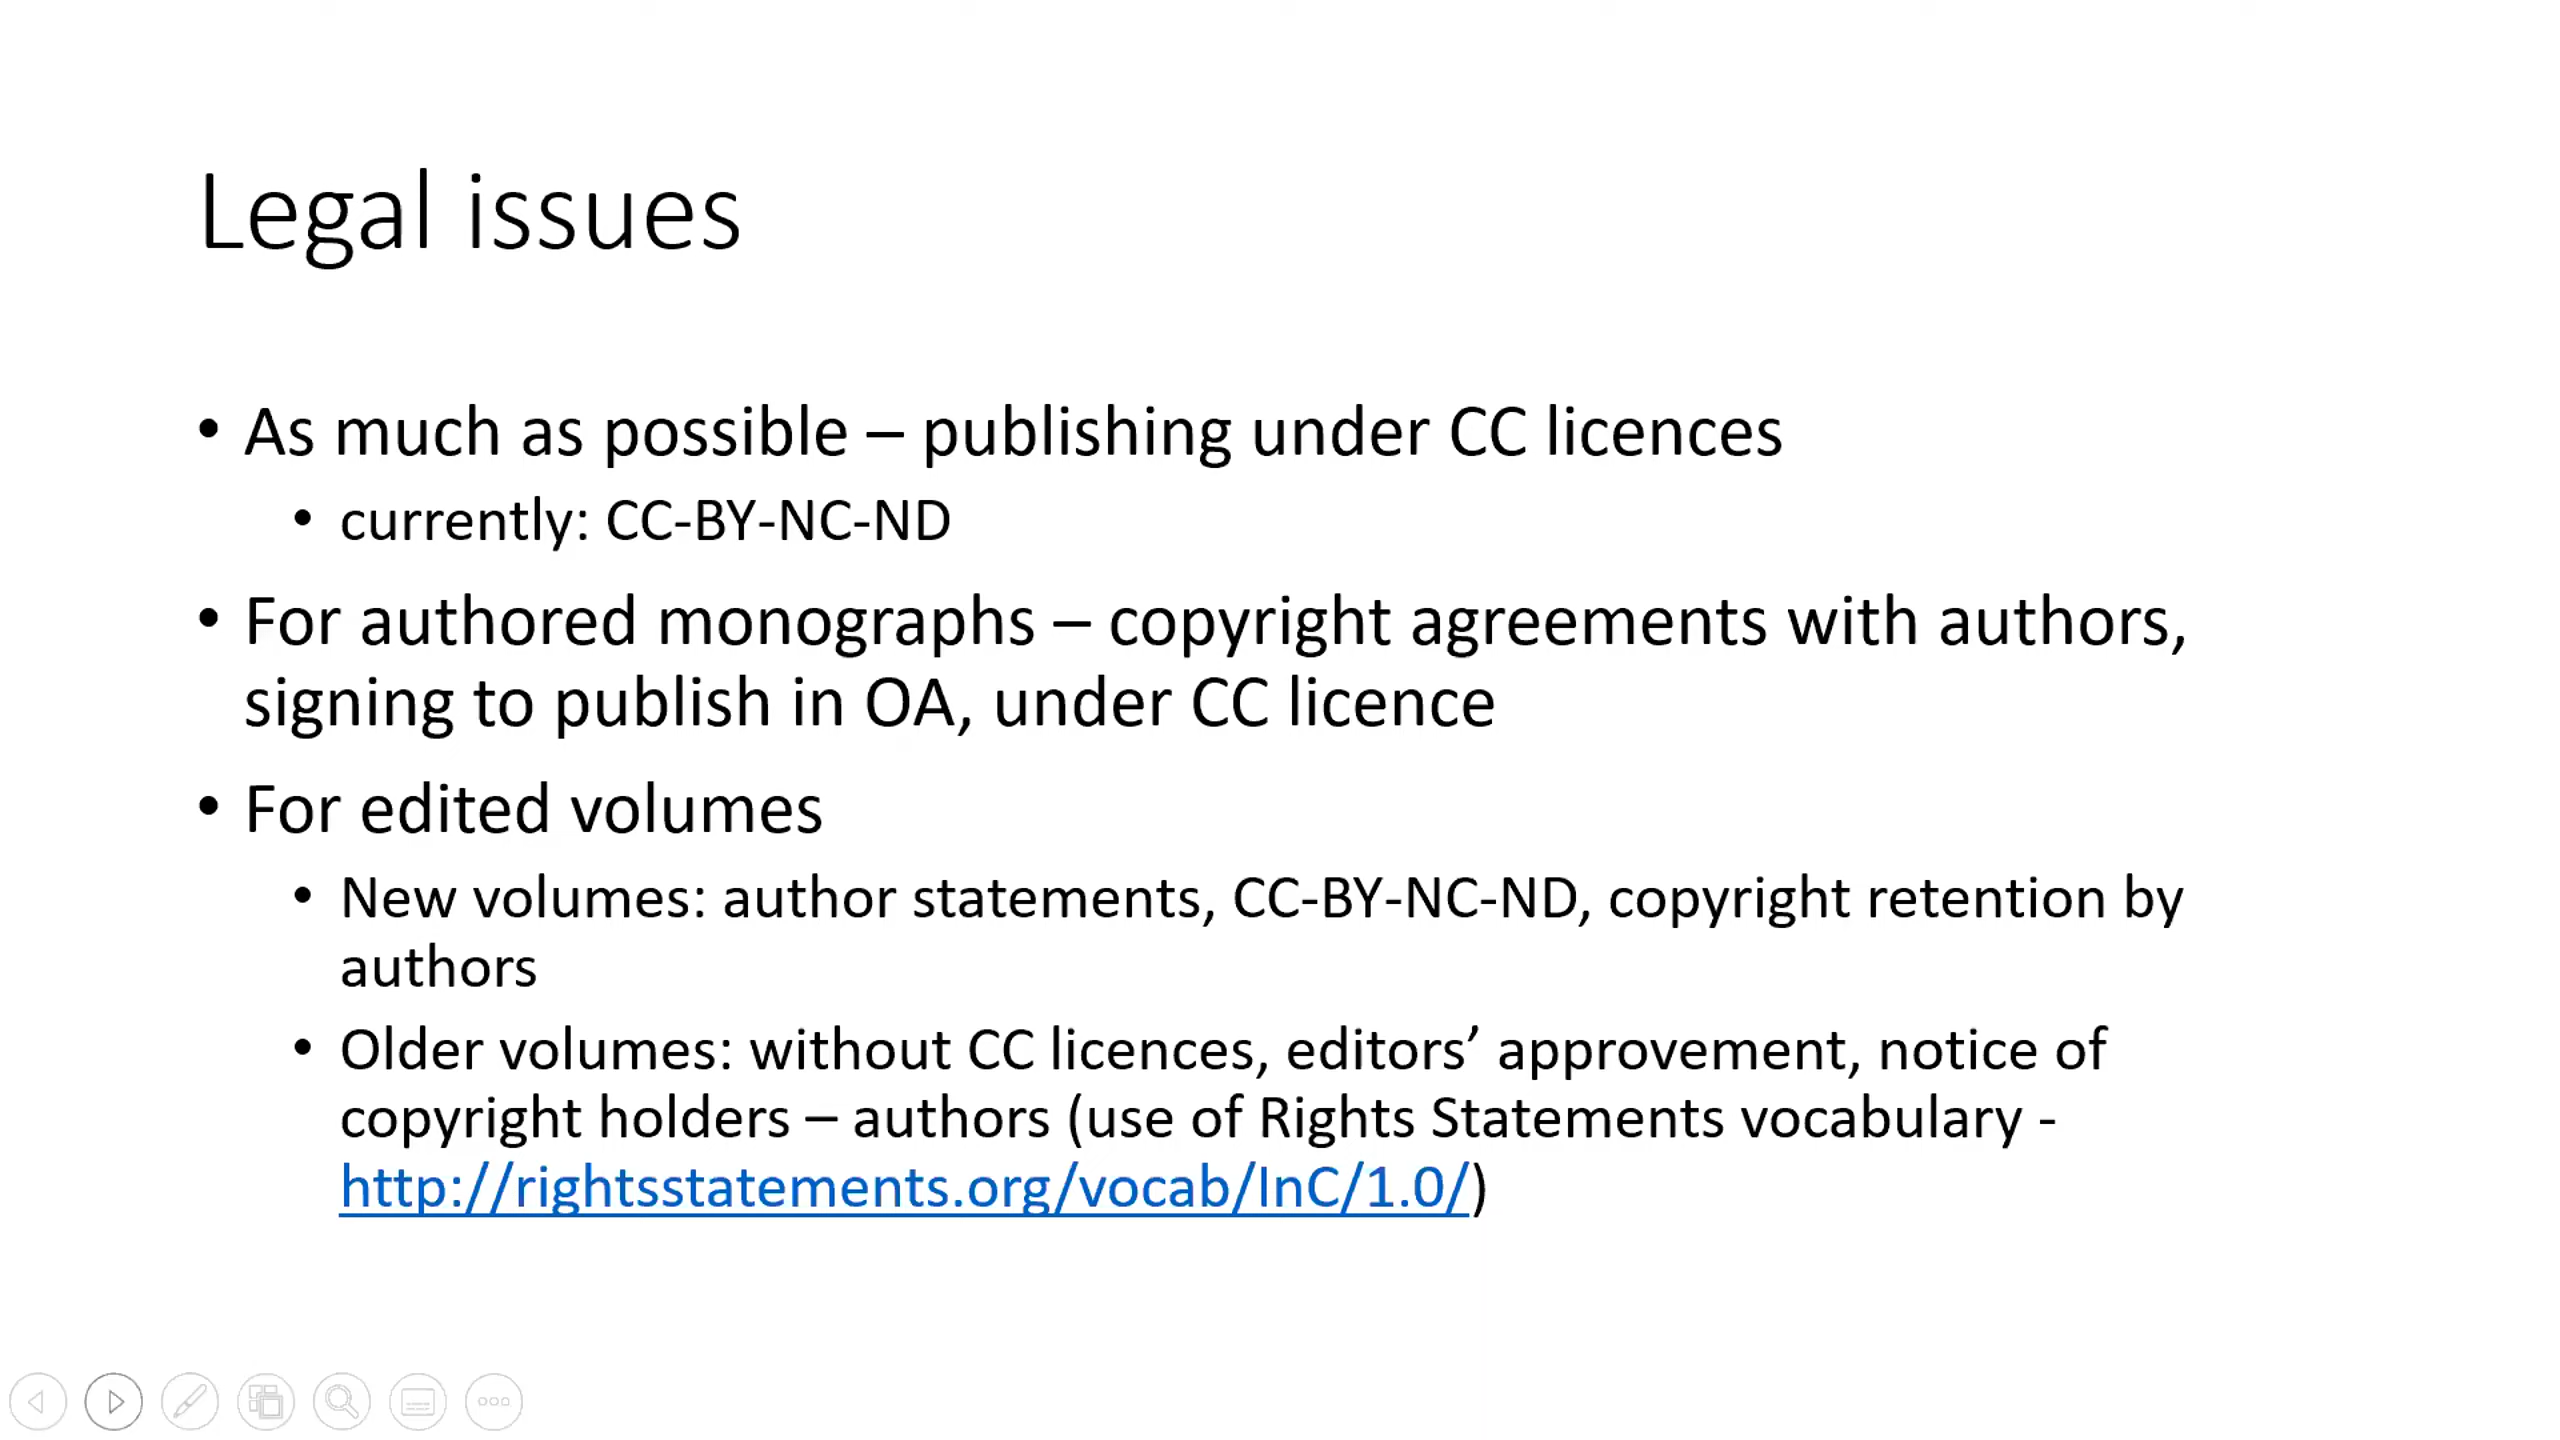 Legal issues
• As much as possible – publishing under CC licences
• currently: CC-BY-NC-ND
• For authored monographs – copyright agreements with authors,
signing to publish in OA, under CC licence
• For edited volumes
• New volumes: author statements, CC-BY-NC-ND, copyright retention by
authors
• Older volumes: without CC licences, editors’ approvement, notice of
copyright holders – authors (use of Rights Statements vocabulary -
http://rightsstatements.org/vocab/InC/1.0/)